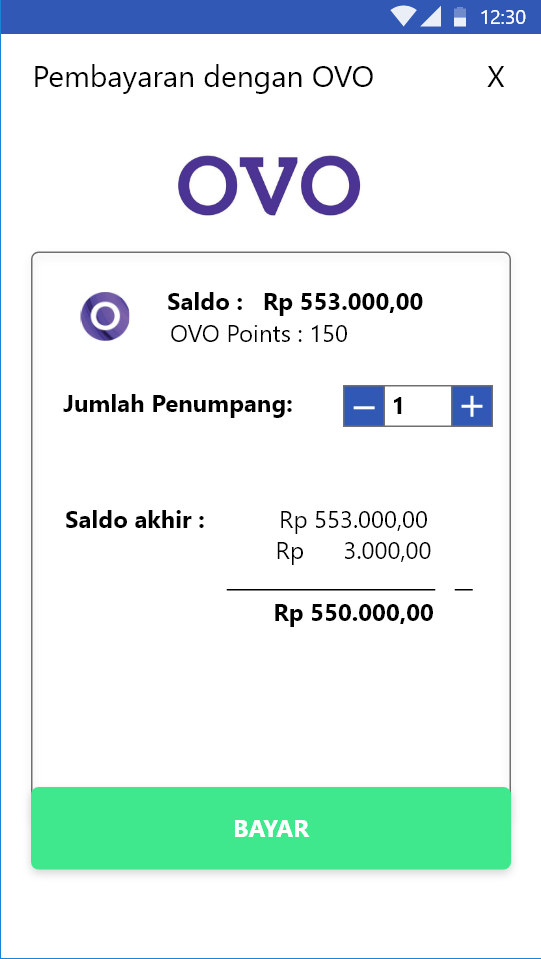 12:30
Pembayaran dengan OVO X
OVO
Saldo : Rp 553.000,00
OVO Points : 150
Jumlah Penumpang: — 1 +
Saldo akhir : Rp 553.000,00
Rp 3.000,00
—
Rp 550.000,00
BAYAR